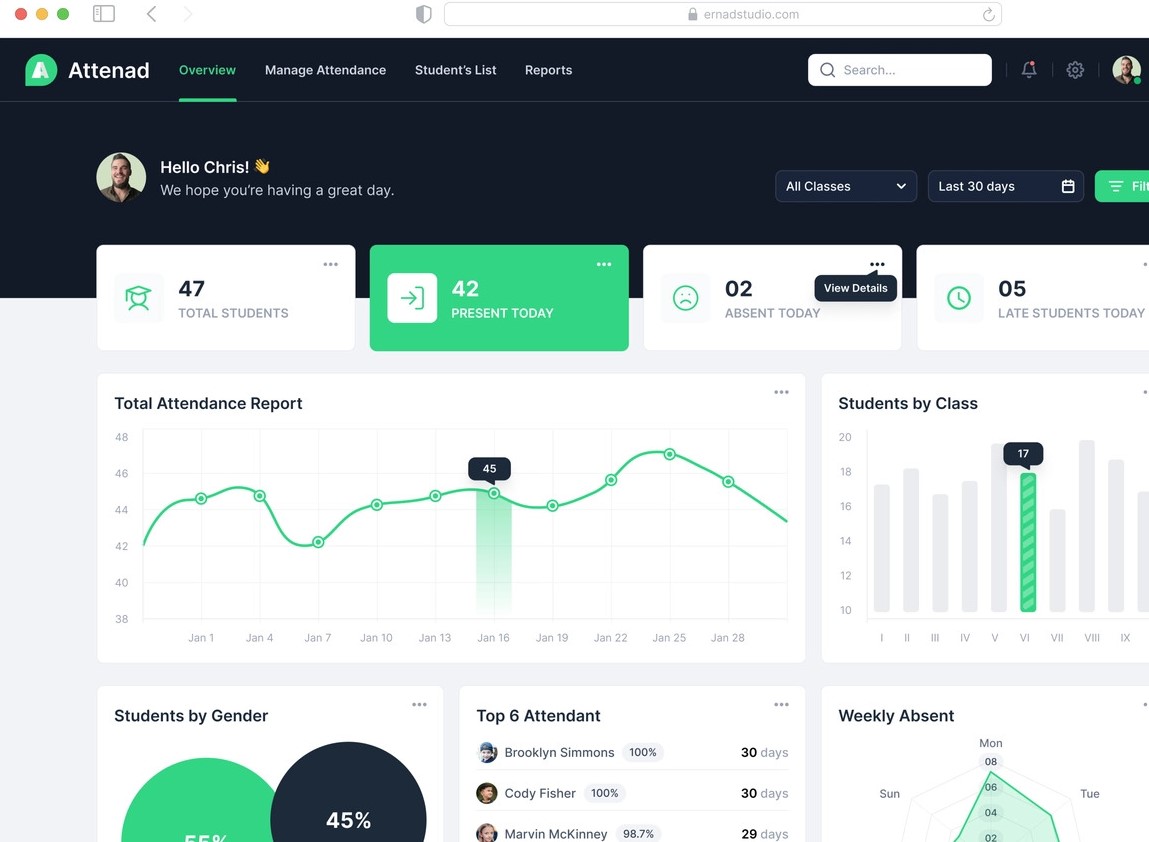 ernadstudio.com
Attenad
Overview
Manage Attendance
Student's List
Reports
Search...
Hello Chris! 👋
We hope you're having a great day.
All Classes
Last 30 days
47
TOTAL STUDENTS
42
PRESENT TODAY
02
ABSENT TODAY
View Details
05
LATE STUDENTS TODAY
Total Attendance Report
48
46
44
42
40
38
45
Jan 1
Jan 4
Jan 7
Jan 10
Jan 13
Jan 16
Jan 19
Jan 22
Jan 25
Jan 28
Students by Class
20
18
16
14
12
10
17
I
II
III
IV
V
VI
VII
VIII
IX
Students by Gender
55%
45%
Top 6 Attendant
Brooklyn Simmons 100% 30 days
Cody Fisher 100% 30 days
Marvin McKinney 98.7% 29 days
Weekly Absent
Mon
08
06
04
02
Sun
Tue